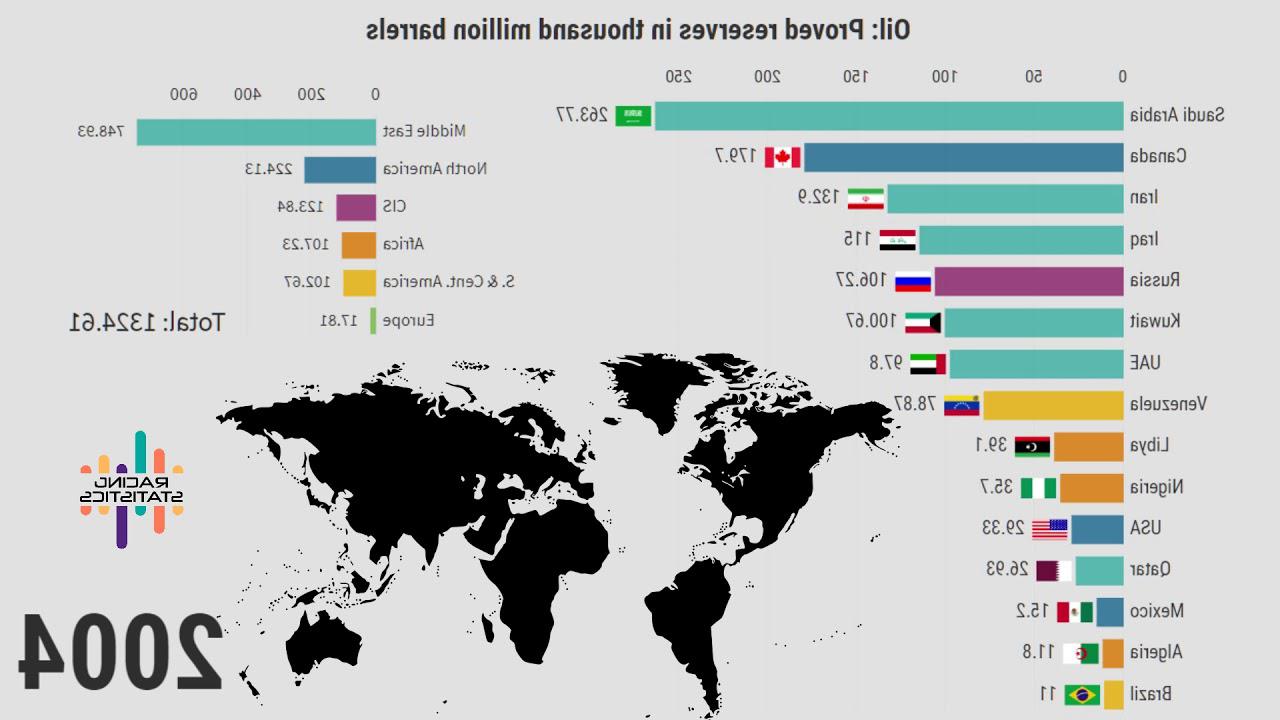 Oil: Proved reserves in thousand million barrels
0 50 100 150 200 250
Saudi Arabia 263.77
Canada 179.7
Iran 132.9
Iraq 115
Russia 106.27
Kuwait 100.67
UAE 97.8
Venezuela 78.87
Libya 39.1
Nigeria 35.7
USA 29.33
Qatar 26.93
Mexico 15.2
Algeria 11.8
Brazil 11
0 200 400 600
Middle East 748.93
North America 224.13
CIS 123.84
Africa 107.23
S. & Cent. America 102.67
Europe 17.81
Total: 1324.61
RACING
STATISTICS
2004